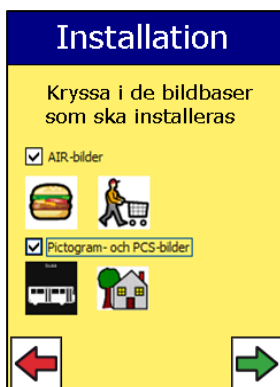 Installation
Kryssa i de bildbaser
som ska installeras
AIR-bilder
Pictogram- och PCS-bilder